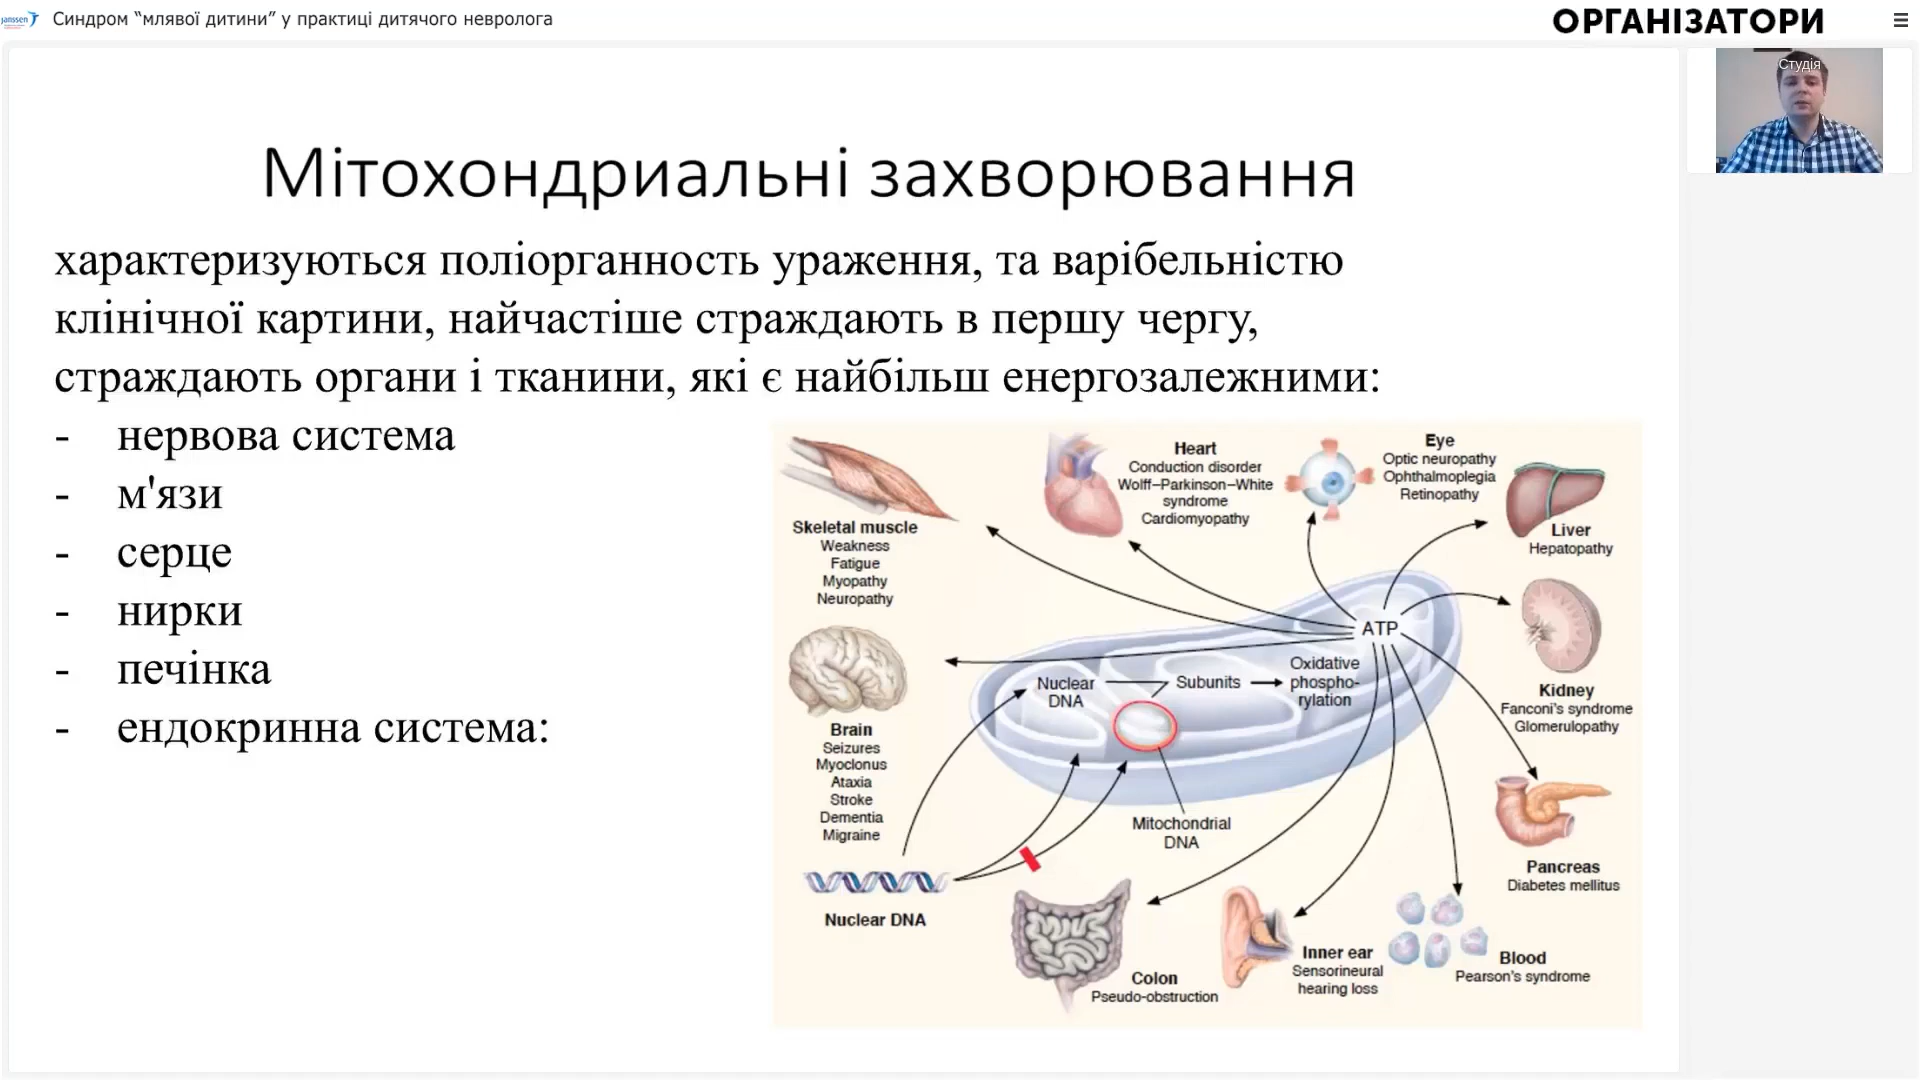 janssen
Синдром “млявої дитини” у практиці дитячого невролога
ОРГАНІЗАТОРИ
Студія
Мітохондриальні захворювання
характеризуються поліорганность ураження, та варібельністю
клінічної картини, найчастіше страждають в першу чергу,
страждають органи і тканини, які є найбільш енергозалежними:
- нервова система
- м'язи
- серце
- нирки
- печінка
- ендокринна система:
Skeletal muscle
Weakness
Fatigue
Myopathy
Neuropathy
Heart
Conduction disorder
Wolff–Parkinson–White
syndrome
Cardiomyopathy
Eye
Optic neuropathy
Ophthalmoplegia
Retinopathy
Liver
Hepatopathy
ATP
Nuclear
DNA
Subunits
Oxidative
phospho-
rylation
Kidney
Fanconi's syndrome
Glomerulopathy
Brain
Seizures
Myoclonus
Ataxia
Stroke
Dementia
Migraine
Mitochondrial
DNA
Pancreas
Diabetes mellitus
Nuclear DNA
Colon
Pseudo-obstruction
Inner ear
Sensorineural
hearing loss
Blood
Pearson's syndrome